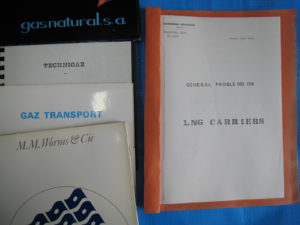 gasnatural.s.a.
TECHNIGAZ
GAZ TRANSPORT
M.M. Worms & Cie
GENERAL PROBLEMS ON
LNG CARRIERS